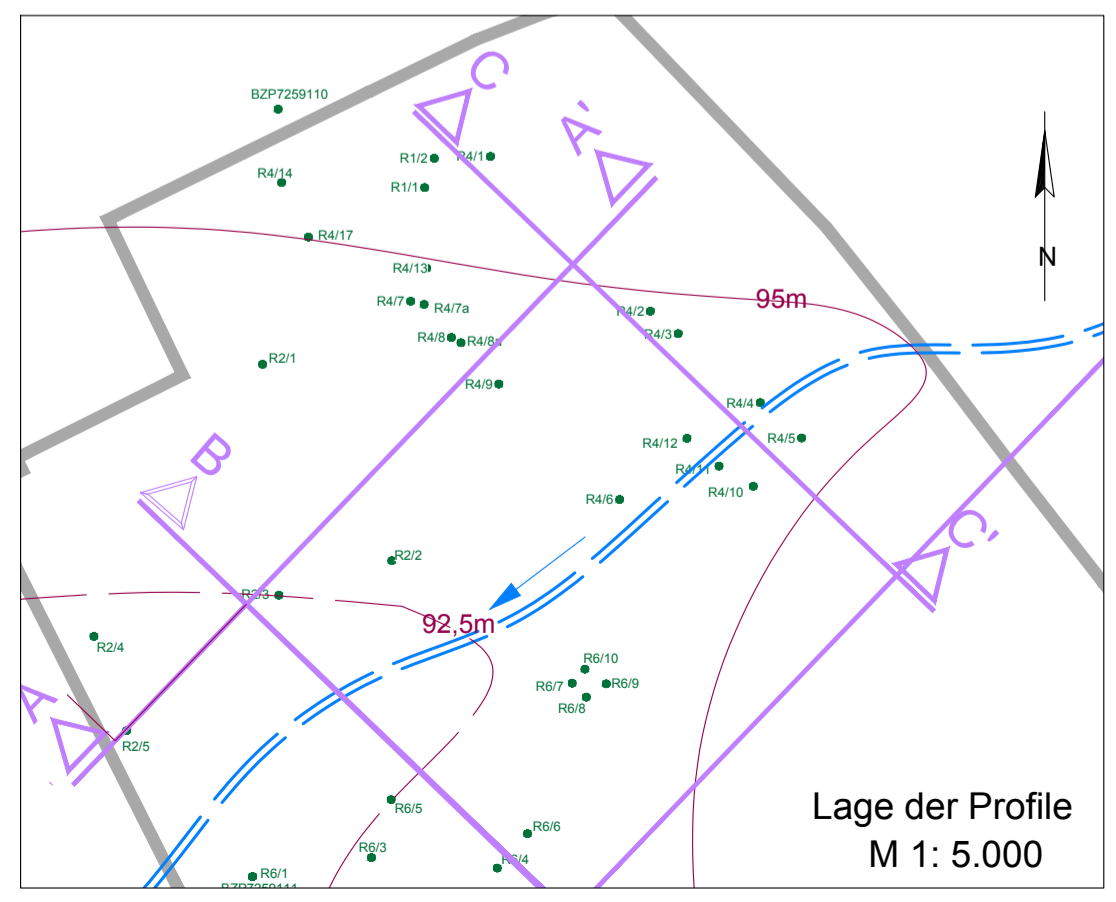 C
A'
BZP7259110
R1/2
R4/1
R4/14
R1/1
R4/17
N
R4/13
R4/7
R4/7a
95m
R4/2
R4/8
R4/8a
R4/3
R2/1
R4/9
R4/4
R4/12
R4/5
B
R4/11
R4/10
R4/6
C'
R2/2
R2/3
92,5m
R2/4
R6/10
R6/7
R6/9
R6/8
A
R2/5
R6/5
Lage der Profile
M 1: 5.000
R6/6
R6/3
R6/4
R6/1
BZP7259111